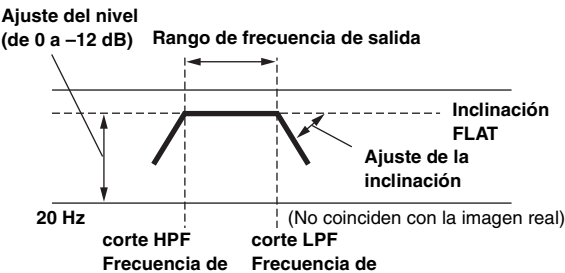 Ajuste del nivel
(de 0 a –12 dB)
Rango de frecuencia de salida
Inclinación
FLAT
Ajuste de la
inclinación
20 Hz
(No coinciden con la imagen real)
corte HPF
Frecuencia de
corte LPF
Frecuencia de